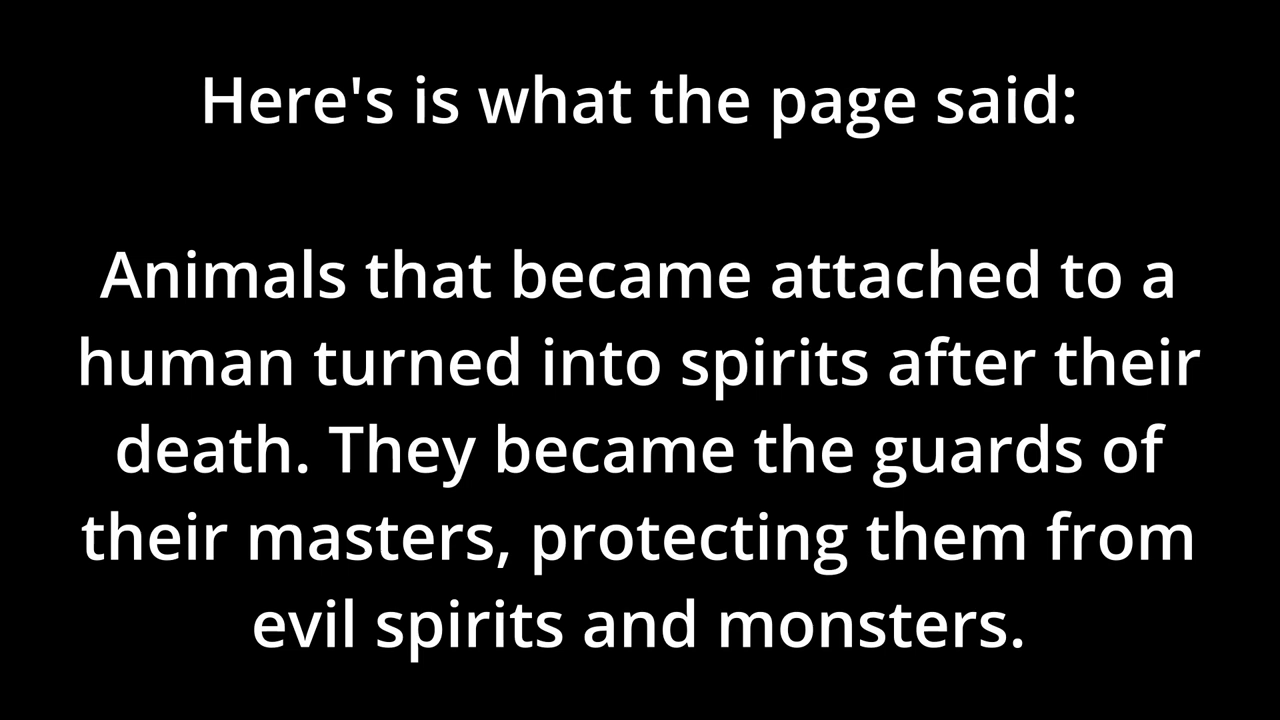 Here's is what the page said:
Animals that became attached to a
human turned into spirits after their
death. They became the guards of
their masters, protecting them from
evil spirits and monsters.